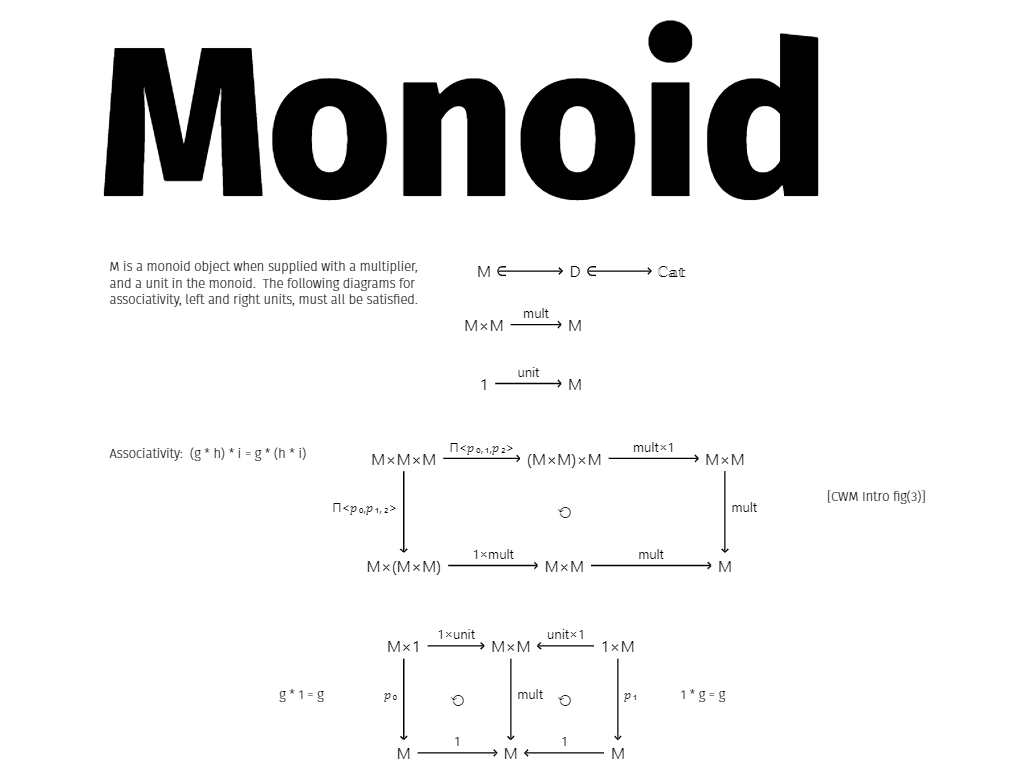 Monoid
M is a monoid object when supplied with a multiplier,
and a unit in the monoid. The following diagrams for
associativity, left and right units, must all be satisfied.
M ∈⟶ D ∈⟶ ℂat
mult
M×M ⟶ M
unit
1 ⟶ M
Associativity: (g * h) * i = g * (h * i)
Π<p₀,₁,p₂> mult×1
M×M×M ⟶ (M×M)×M ⟶ M×M
[CWM Intro fig(3)]
Π<p₀,p₁,₂> mult
1×mult mult
M×(M×M) ⟶ M×M ⟶ M
1×unit unit×1
M×1 ⟶ M×M ⟵ 1×M
g * 1 = g p₀ mult p₁ 1 * g = g
1 1
M ⟶ M ⟵ M